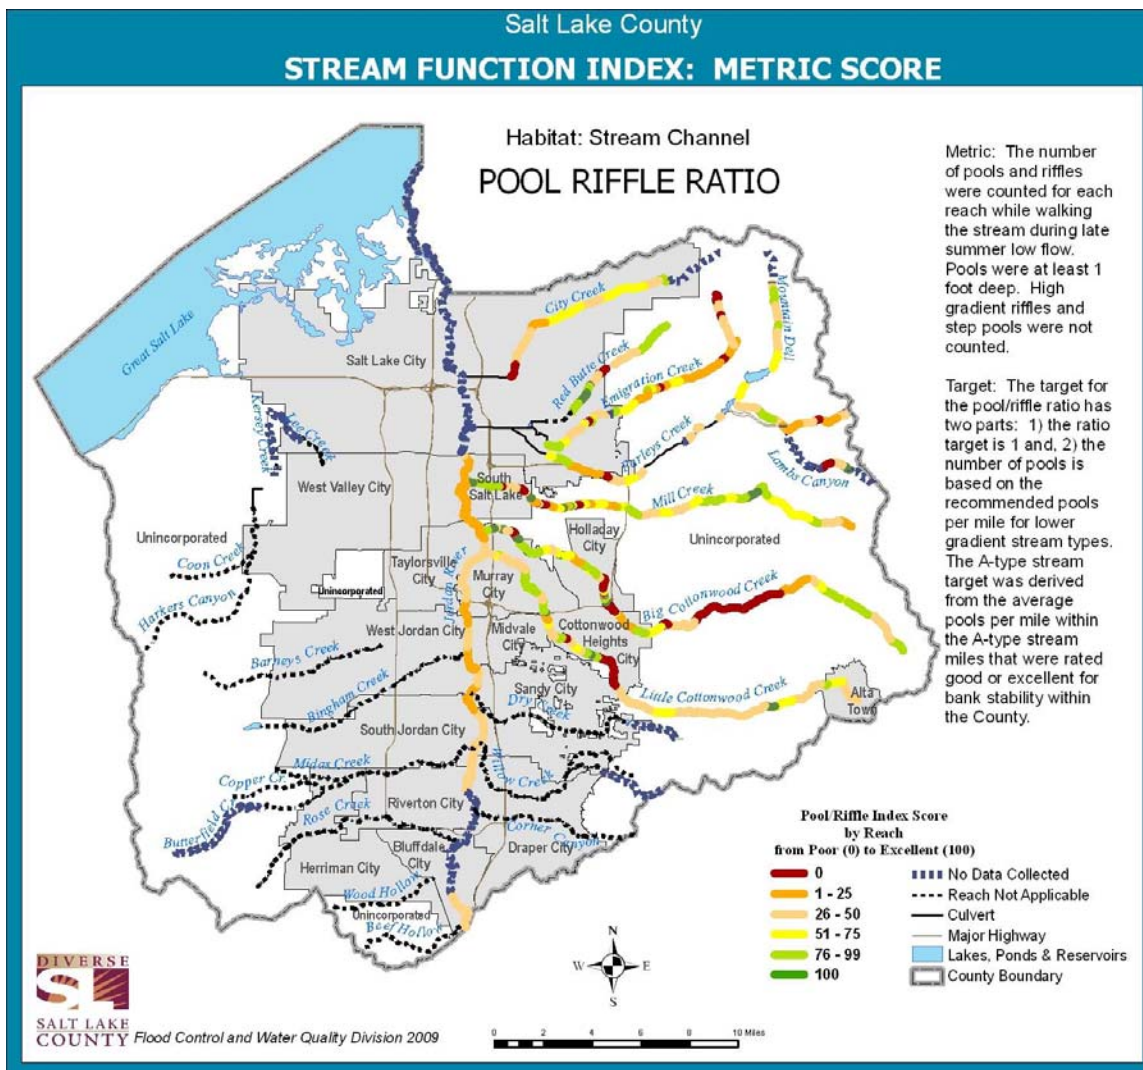 Salt Lake County
STREAM FUNCTION INDEX: METRIC SCORE
Habitat: Stream Channel
POOL RIFFLE RATIO
Metric: The number
of pools and riffles
were counted for each
reach while walking
the stream during late
summer low flow.
Pools were at least 1
foot deep. High
gradient riffles and
step pools were not
counted.
Target: The target for
the pool/riffle ratio has
two parts: 1) the ratio
target is 1 and, 2) the
number of pools is
based on the
recommended pools
per mile for lower
gradient stream types.
The A-type stream
target was derived
from the average
pools per mile within
the A-type stream
miles that were rated
good or excellent for
bank stability within
the County.
Great Salt Lake
City Creek
Mountain Dell
Salt Lake City
Red Butte Creek
Emigration Creek
Kersey Creek
Lee Creek
Parleys Creek
Lambs Canyon
West Valley City
South
Salt Lake
Mill Creek
Unincorporated
Holladay
City
Unincorporated
Coon Creek
Taylorsville
City
Jordan River
Murray
City
Unincorporated
Harkers Canyon
Big Cottonwood Creek
West Jordan City
Midvale
City
Cottonwood
Heights
City
Barneys Creek
Sandy City
Little Cottonwood Creek
Alta
Town
Bingham Creek
Dry Creek
South Jordan City
Midas Creek
Willow Creek
Copper Cr.
Riverton City
Rose Creek
Butterfield Cr.
Corner Canyon
Bluffdale
City
Draper City
Herriman City
Wood Hollow
Unincorporated
Beef Hollow
Pool/Riffle Index Score
by Reach
from Poor (0) to Excellent (100)
0
1 - 25
26 - 50
51 - 75
76 - 99
100
No Data Collected
Reach Not Applicable
Culvert
Major Highway
Lakes, Ponds & Reservoirs
County Boundary
N
W E
S
0 2 4 6 8 10 Miles
DIVERSE
SL
SALT LAKE
COUNTY
Flood Control and Water Quality Division 2009